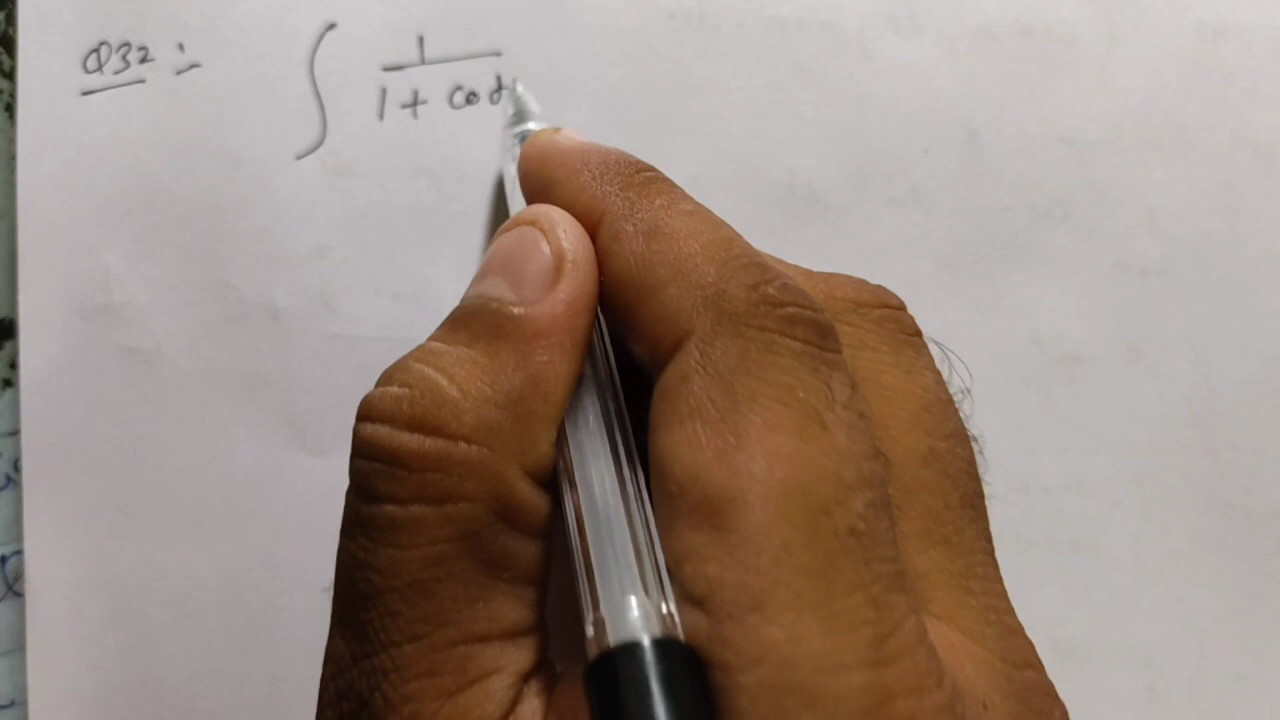 Q32 :- ∫ 1/(1 + cot